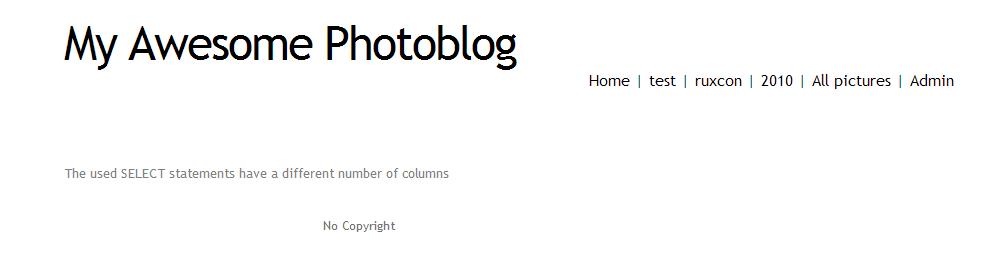 My Awesome Photoblog
Home | test | ruxcon | 2010 | All pictures | Admin
The used SELECT statements have a different number of columns
No Copyright